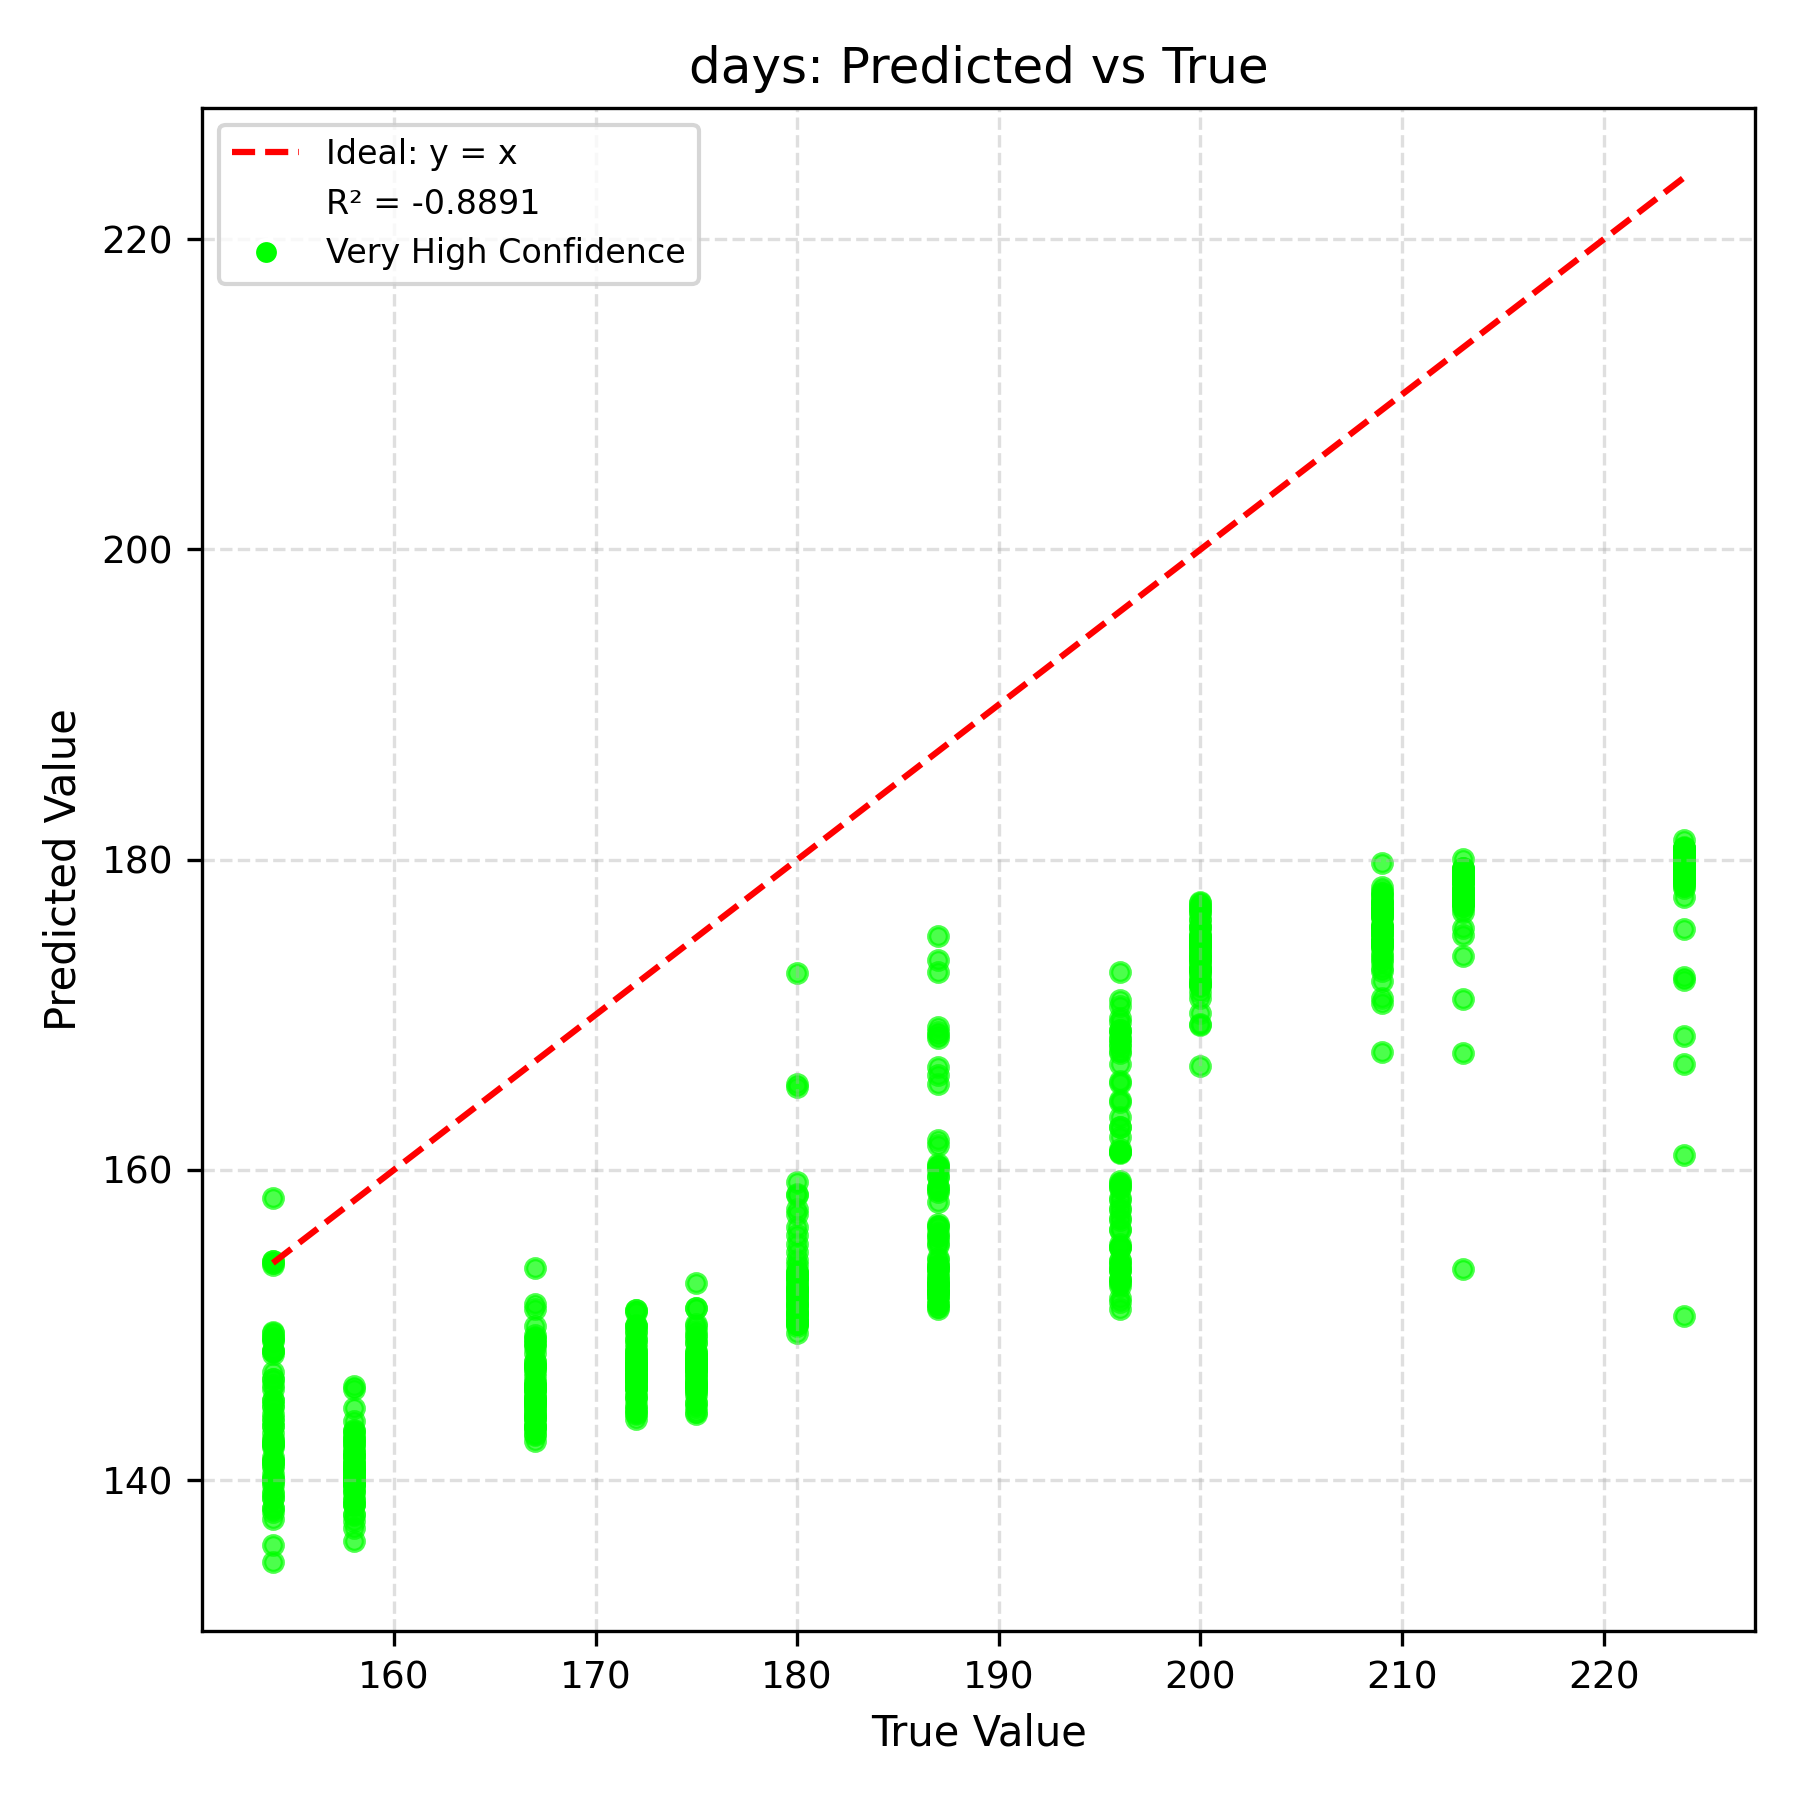 days: Predicted vs True
Ideal: y = x
R² = -0.8891
Very High Confidence
220
200
180
160
140
Predicted Value
160 170 180 190 200 210 220
True Value